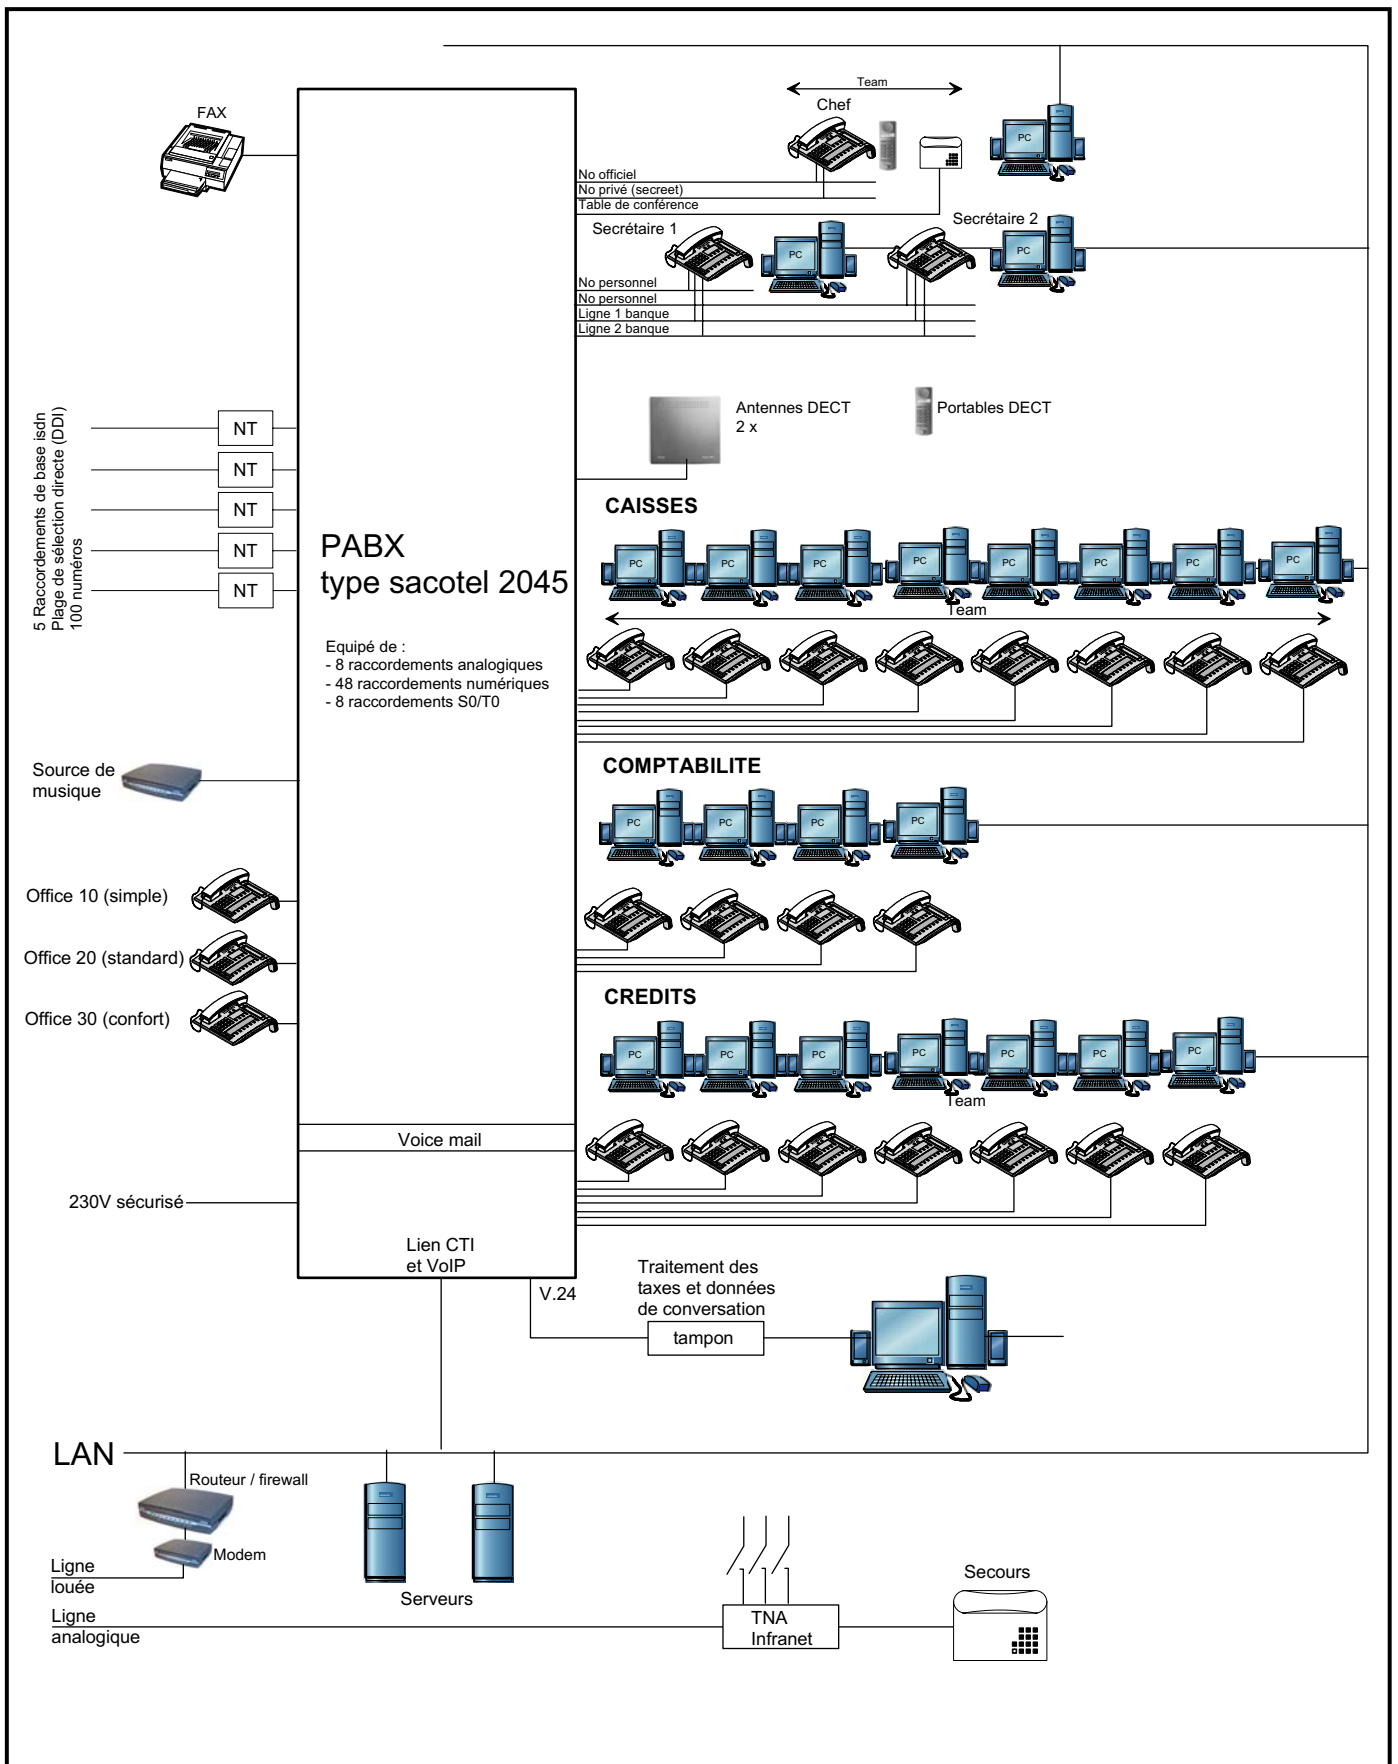 Team
FAX
Chef
PC
No officiel
No privé (secreet)
Table de conférence
Secrétaire 1
Secrétaire 2
PC
PC
No personnel
No personnel
Ligne 1 banque
Ligne 2 banque
Antennes DECT
2 x
Portables DECT
5 Raccordements de base isdn
Plage de sélection directe (DDI)
100 numéros
NT
NT
NT
NT
NT
CAISSES
PC
PC
PC
PC
PC
PC
PC
PC
Team
PABX
type sacotel 2045
Equipé de :
- 8 raccordements analogiques
- 48 raccordements numériques
- 8 raccordements S0/T0
Source de
musique
COMPTABILITE
PC
PC
PC
PC
Office 10 (simple)
Office 20 (standard)
Office 30 (confort)
CREDITS
PC
PC
PC
PC
PC
PC
PC
Team
Voice mail
230V sécurisé
Lien CTI
et VoIP
V.24
Traitement des
taxes et données
de conversation
tampon
LAN
Routeur / firewall
Modem
Ligne
louée
Serveurs
Ligne
analogique
TNA
Infranet
Secours